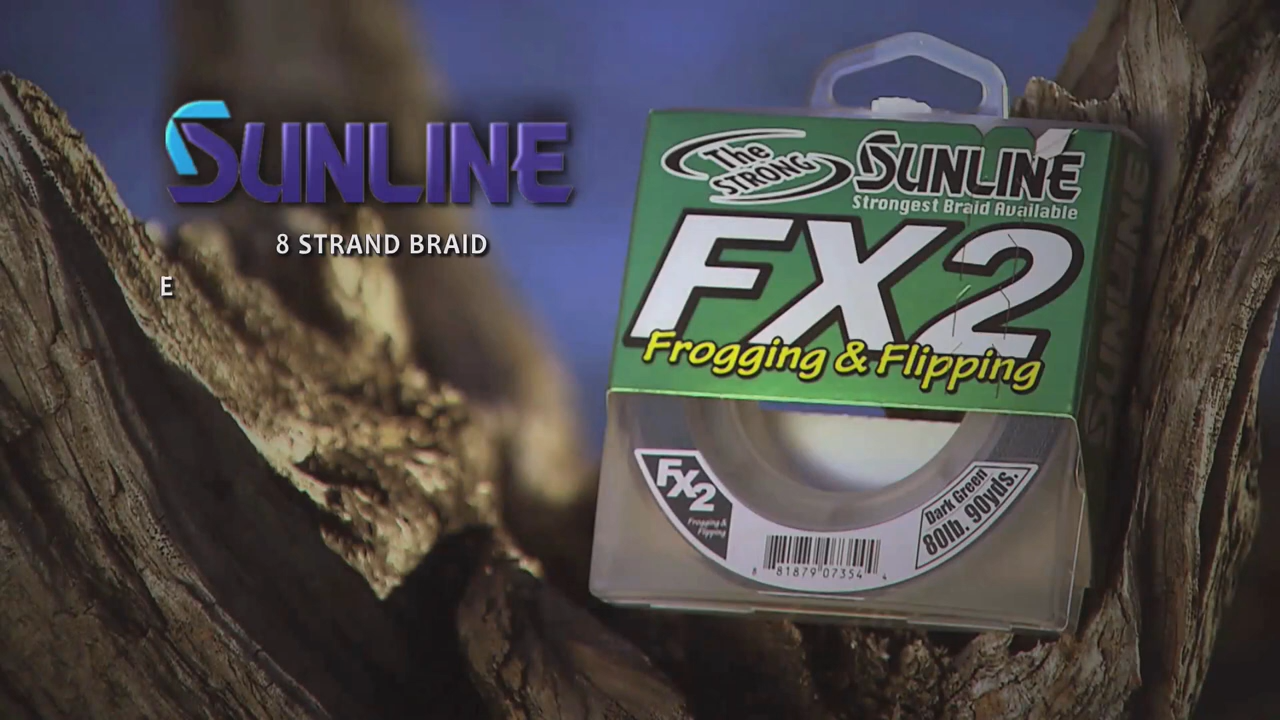 SUNLINE
8 STRAND BRAID
E
The STRONG
SUNLINE
Strongest Braid Available
FX2
Frogging & Flipping
SUNLINE
FX2
Frogging &
Flipping
Dark Green
80lb. 90yds.
8 81879 07354 4